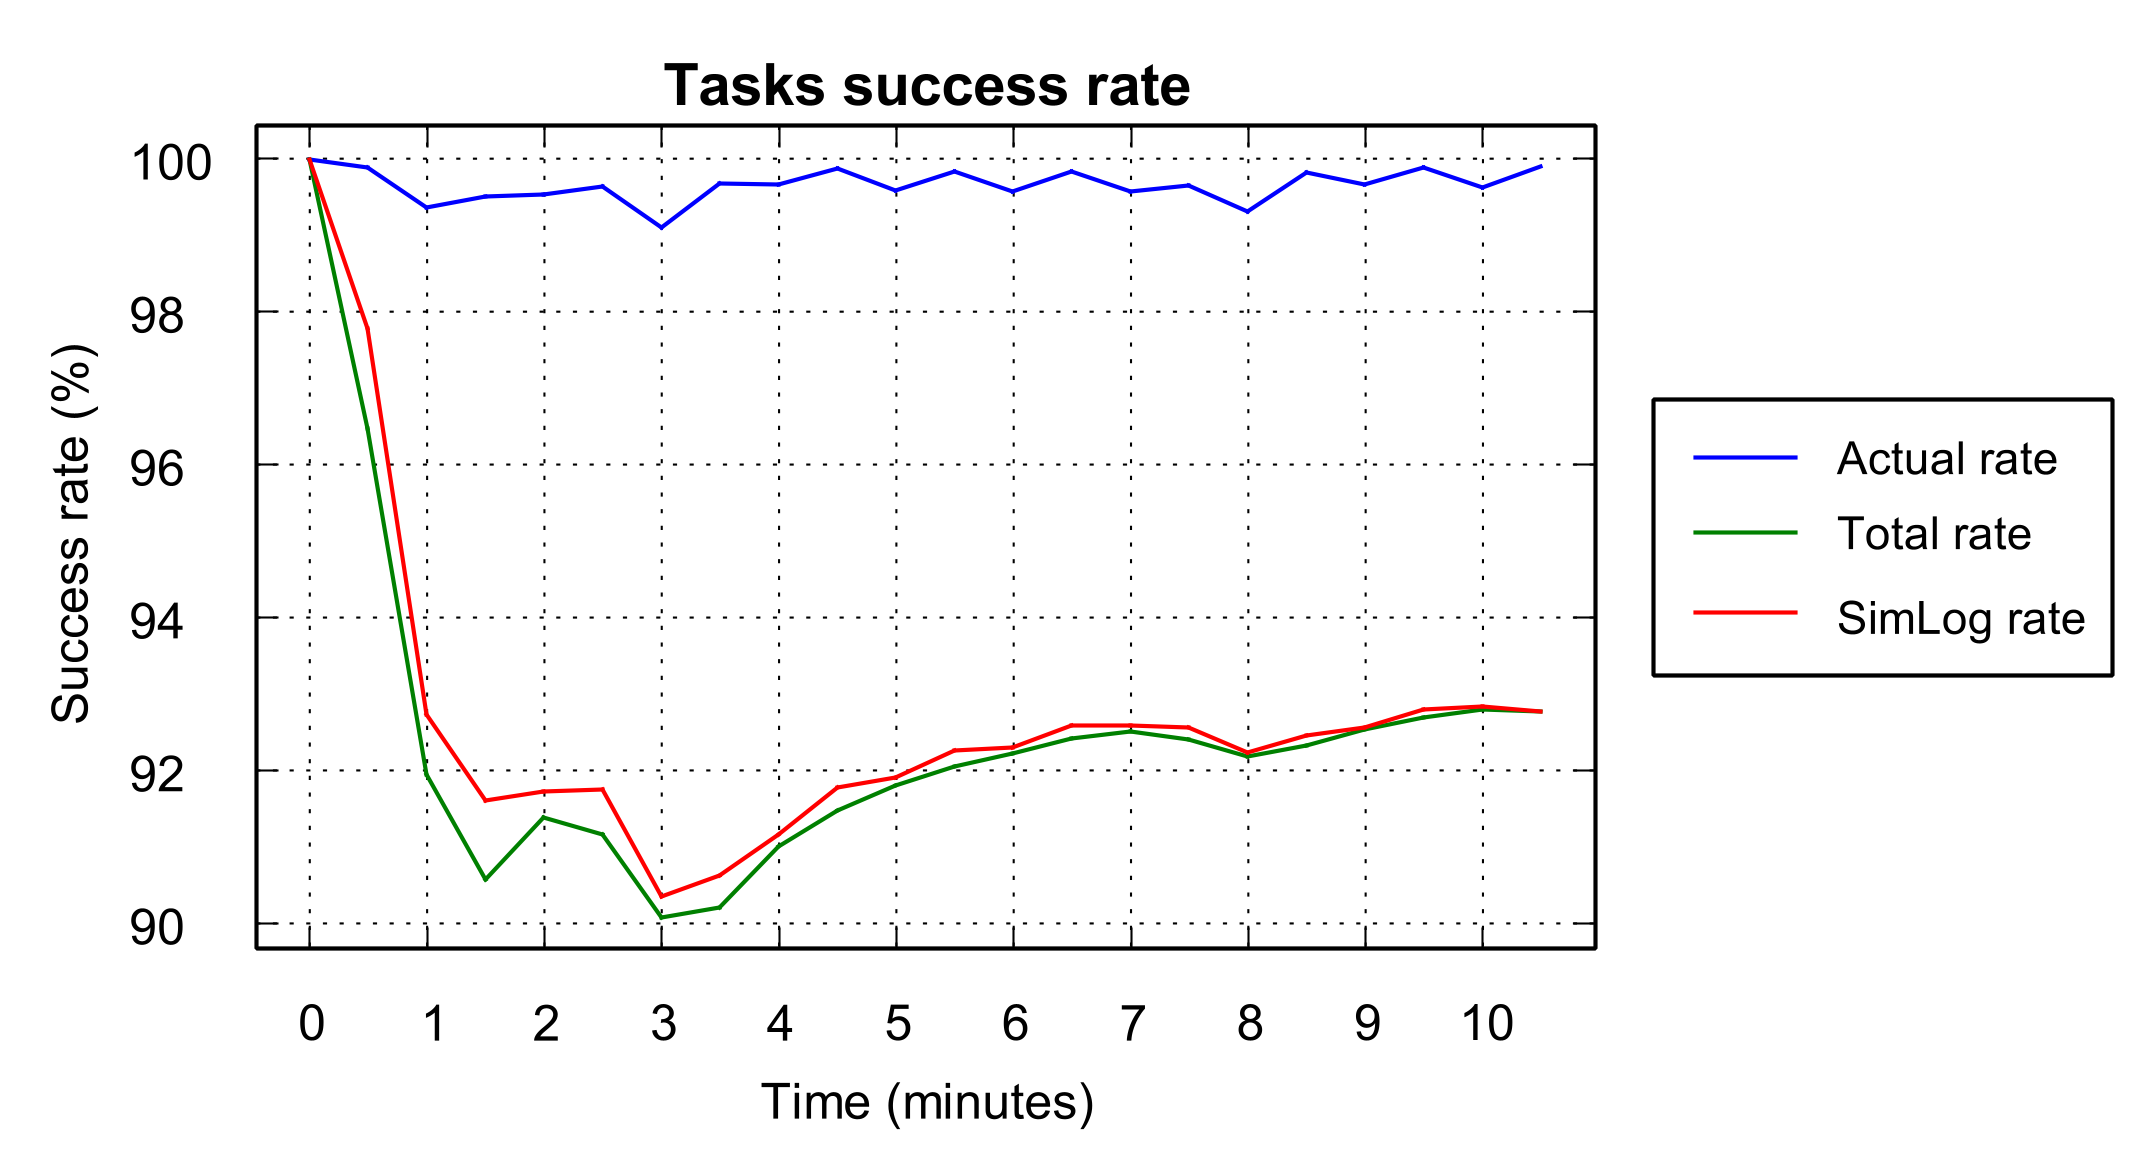 Tasks success rate
100
98
96
94
92
90
Success rate (%)
0 1 2 3 4 5 6 7 8 9 10
Time (minutes)
Actual rate
Total rate
SimLog rate